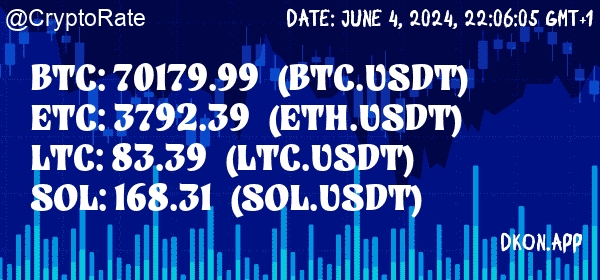 @CryptoRate
DATE: JUNE 4, 2024, 22:06:05 GMT+1
BTC: 70179.99 (BTC.USDT)
ETC: 3792.39 (ETH.USDT)
LTC: 83.39 (LTC.USDT)
SOL: 168.31 (SOL.USDT)
DKON.APP